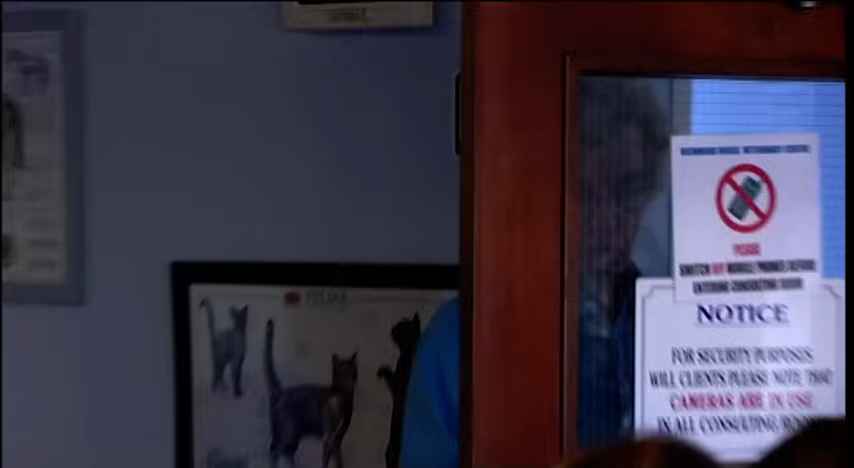 PLEASE
SWITCH OFF MOBILE PHONES BEFORE
ENTERING CONSULTING ROOM
NOTICE
FOR SECURITY PURPOSES
WILL CLIENTS PLEASE NOTE THAT
CAMERAS ARE IN USE
IN ALL CONSULTING ROOMS